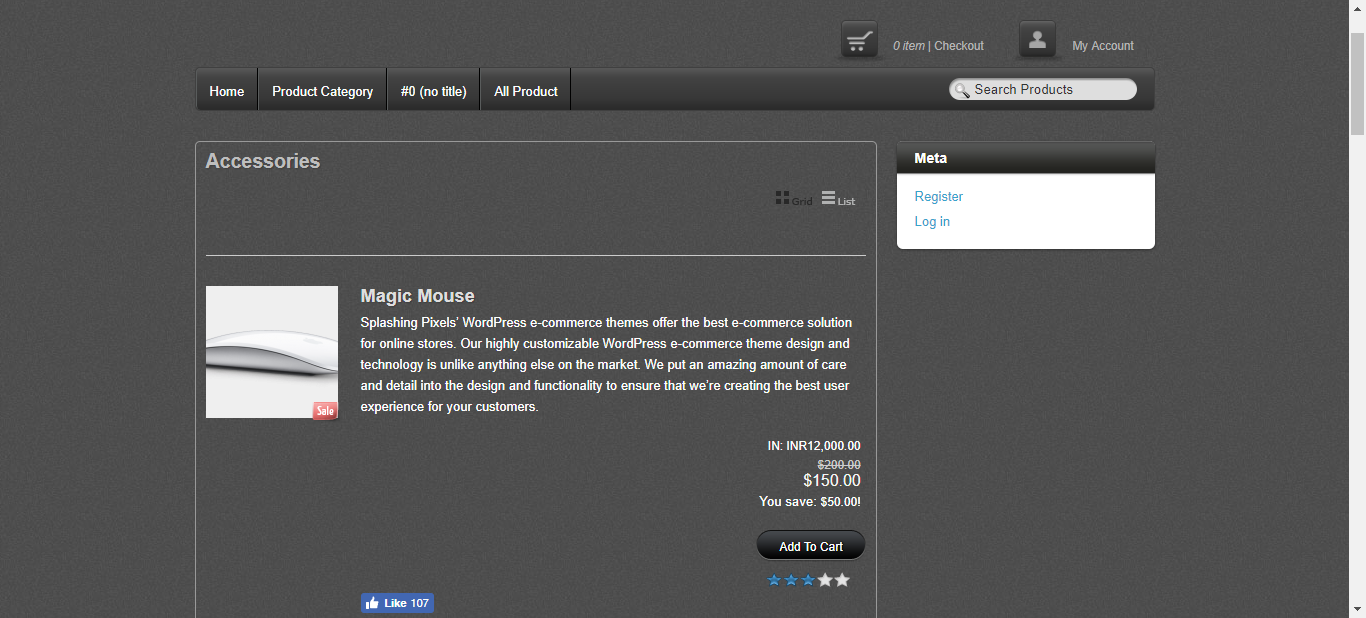 0 item | Checkout
My Account
Home
Product Category
#0 (no title)
All Product
Search Products
Accessories
Grid
List
Meta
Register
Log in
Magic Mouse
Splashing Pixels’ WordPress e-commerce themes offer the best e-commerce solution
for online stores. Our highly customizable WordPress e-commerce theme design and
technology is unlike anything else on the market. We put an amazing amount of care
and detail into the design and functionality to ensure that we’re creating the best user
experience for your customers.
Sale
IN: INR12,000.00
$200.00
$150.00
You save: $50.00!
Add To Cart
Like 107